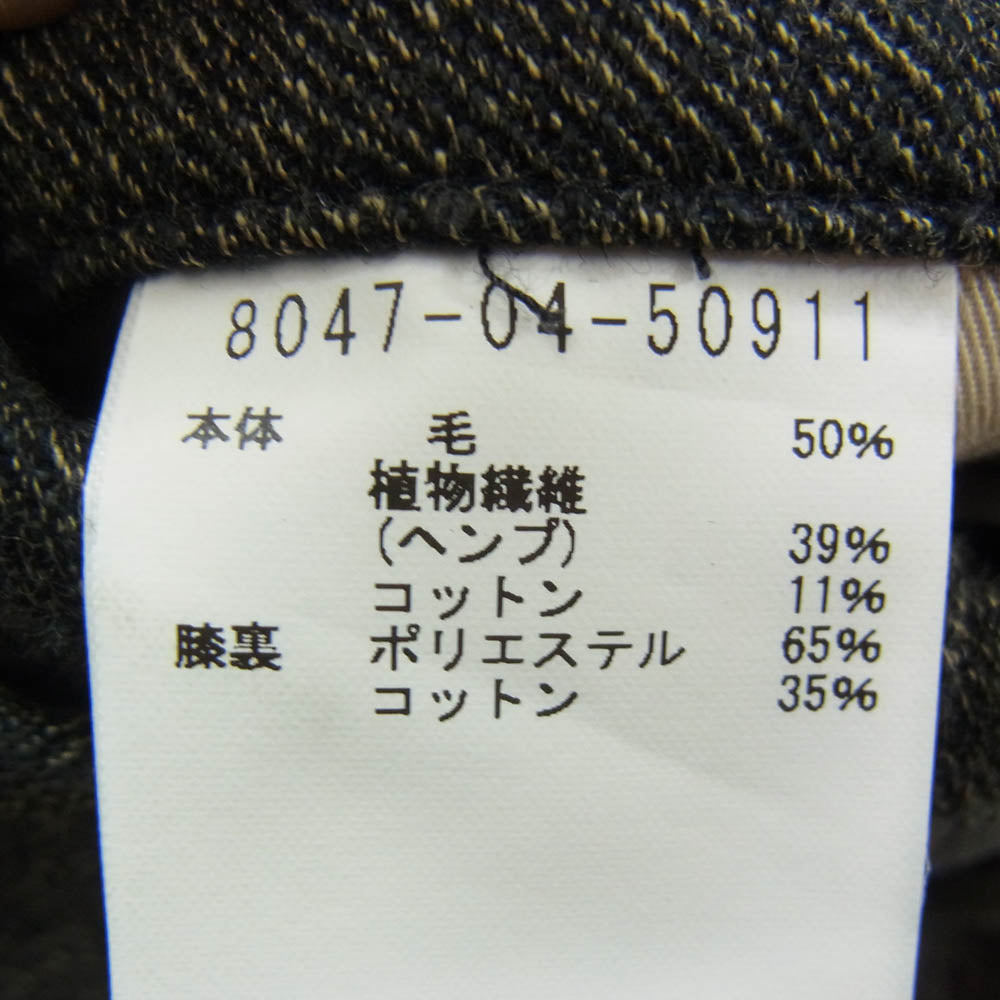 8047-04-50911
本体 毛 50%
植物繊維
(ヘンプ) 39%
コットン 11%
膝裏 ポリエステル 65%
コットン 35%